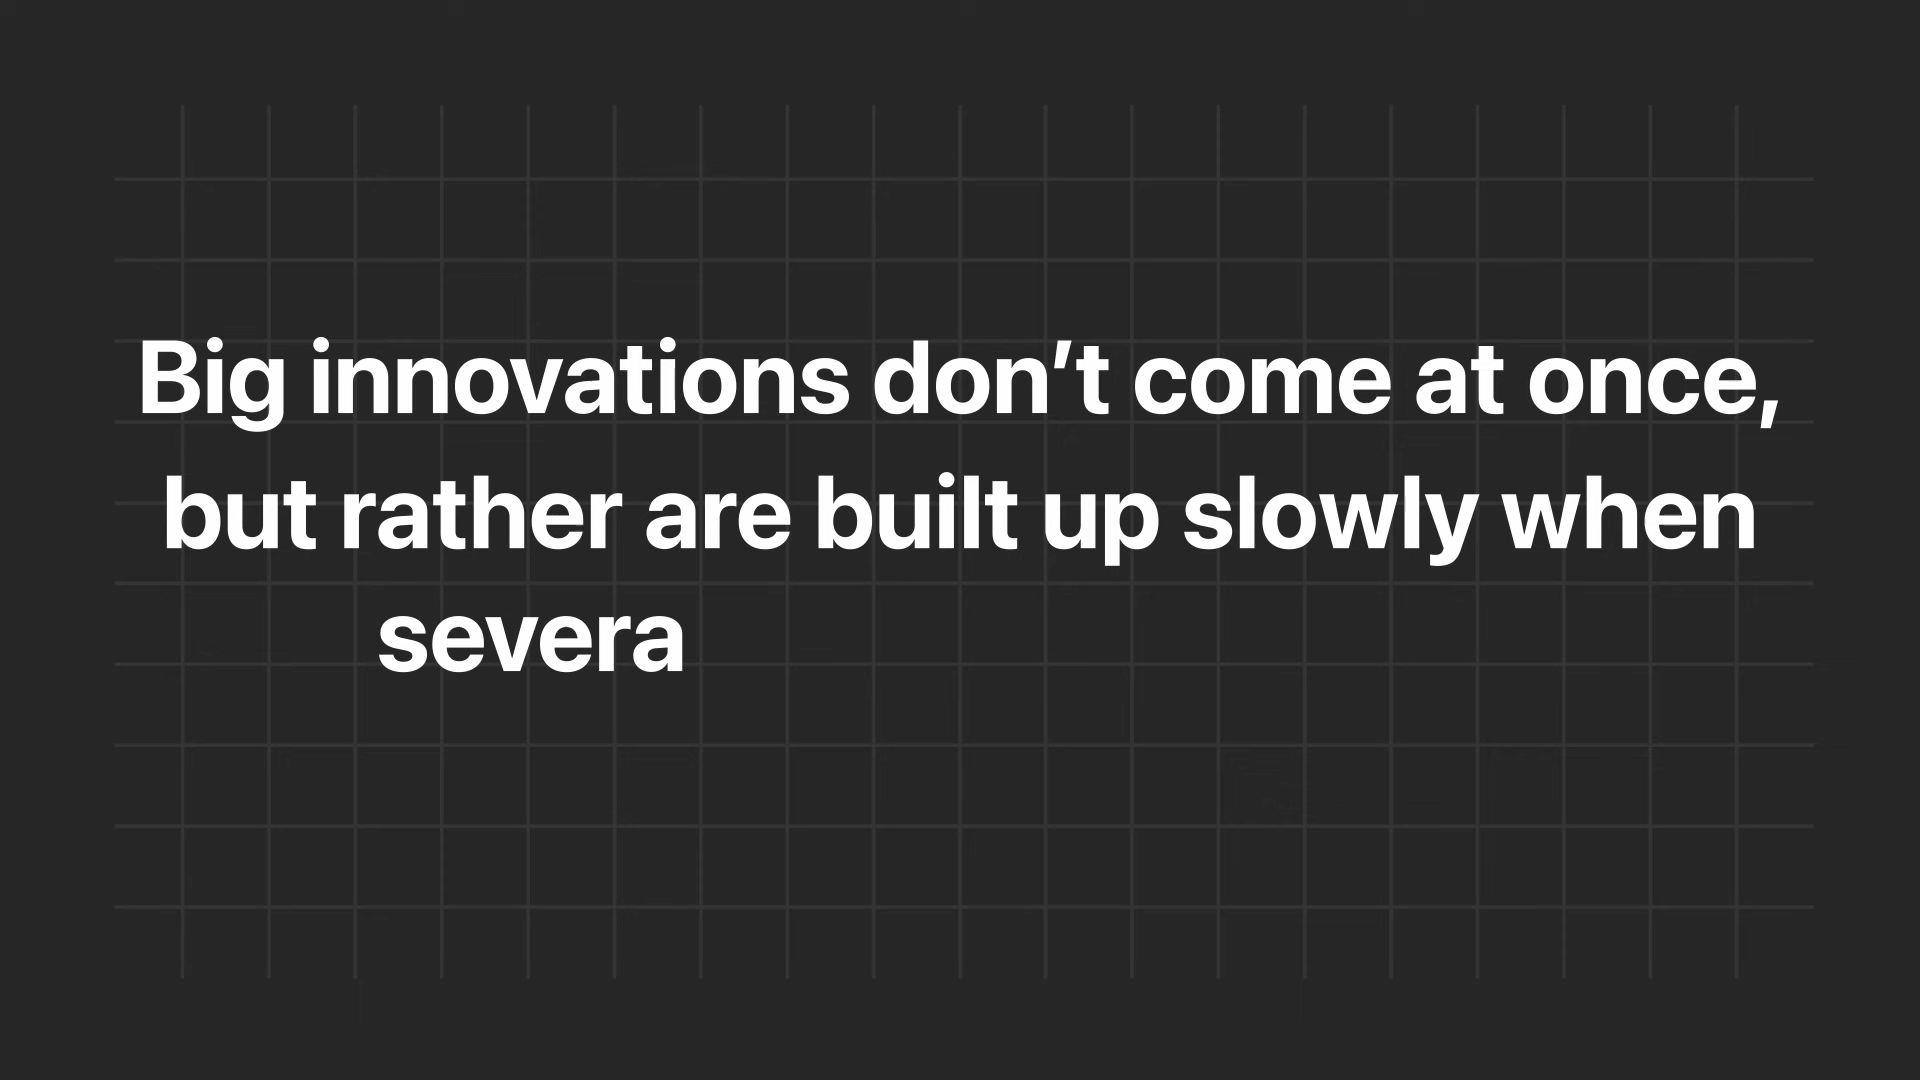 Big innovations don’t come at once,
but rather are built up slowly when
severa